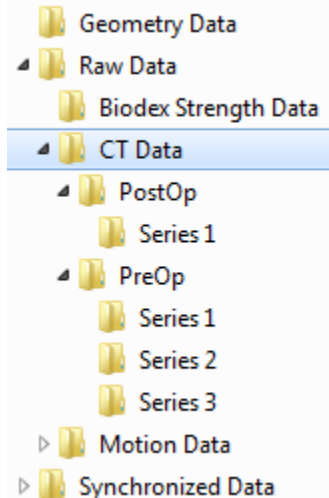 Geometry Data
Raw Data
Biodex Strength Data
CT Data
PostOp
Series 1
PreOp
Series 1
Series 2
Series 3
Motion Data
Synchronized Data